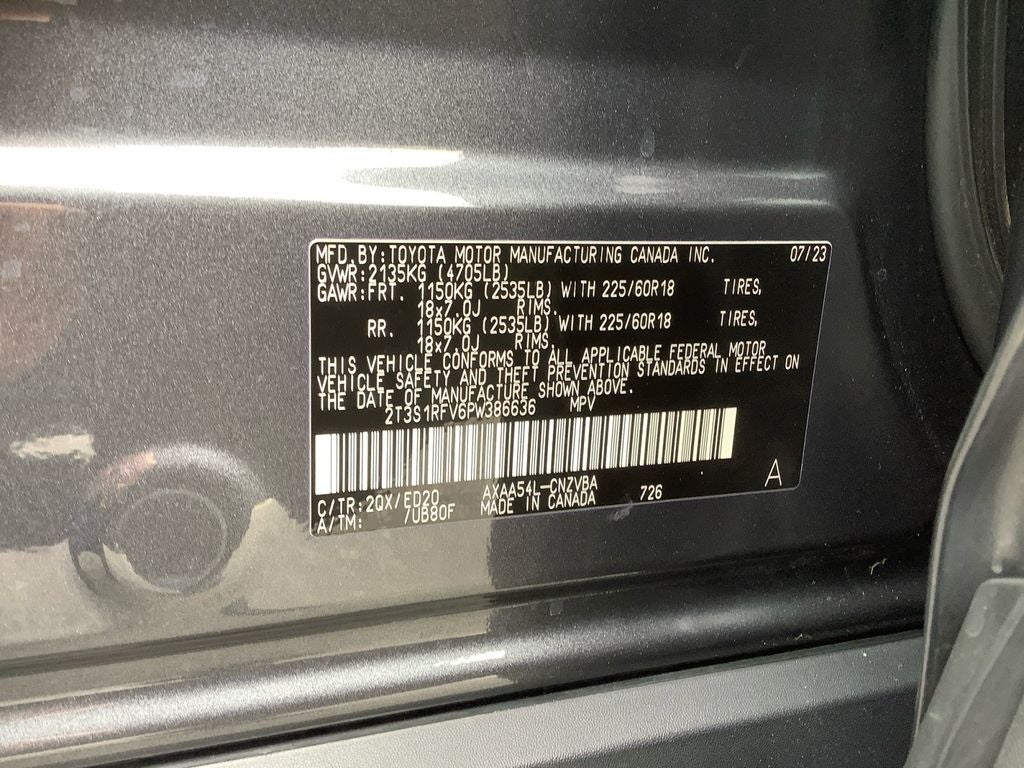 MFD.BY:TOYOTA MOTOR MANUFACTURING CANADA INC. 07/23
GVWR:2135KG (4705LB)
GAWR:FRT. 1150KG (2535LB) WITH 225/60R18 TIRES,
18x7.0J RIMS.
RR. 1150KG (2535LB) WITH 225/60R18 TIRES,
18x7.0J RIMS.
THIS VEHICLE CONFORMS TO ALL APPLICABLE FEDERAL MOTOR
VEHICLE SAFETY AND THEFT PREVENTION STANDARDS IN EFFECT ON
THE DATE OF MANUFACTURE SHOWN ABOVE.
2T3S1RFV6PW386636 MPV
C/TR:2QX/ED20 AXAA54L-CNZVBA 726 A
A/TM: /UB80F MADE IN CANADA